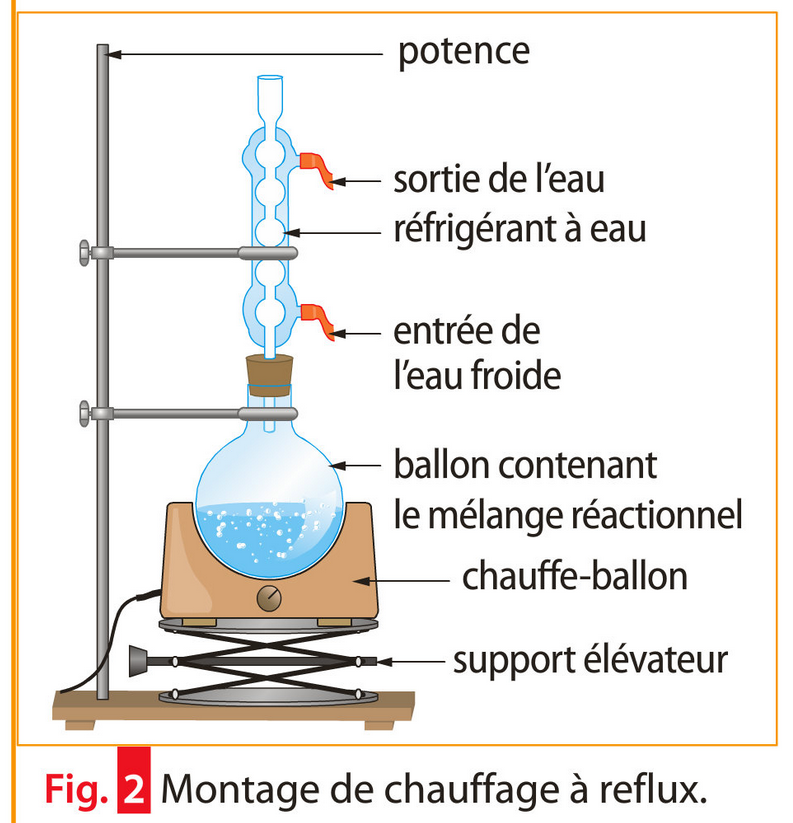 potence
sortie de l'eau
réfrigérant à eau
entrée de
l'eau froide
ballon contenant
le mélange réactionnel
chauffe-ballon
support élévateur
Fig. 2 Montage de chauffage à reflux.